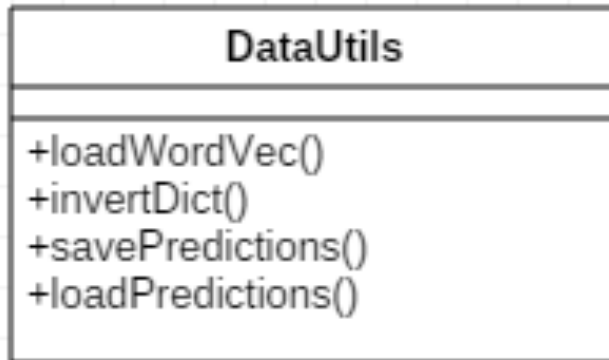 DataUtils
+loadWordVec()
+invertDict()
+savePredictions()
+loadPredictions()